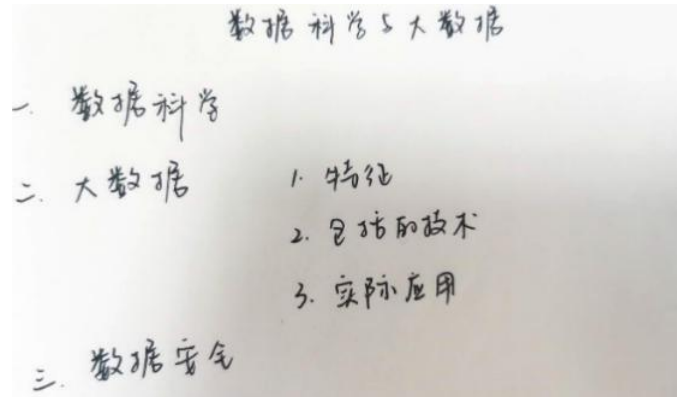 数据科学与大数据
一. 数据科学
二. 大数据 1. 特征
2. 包括的技术
3. 实际应用
三. 数据安全